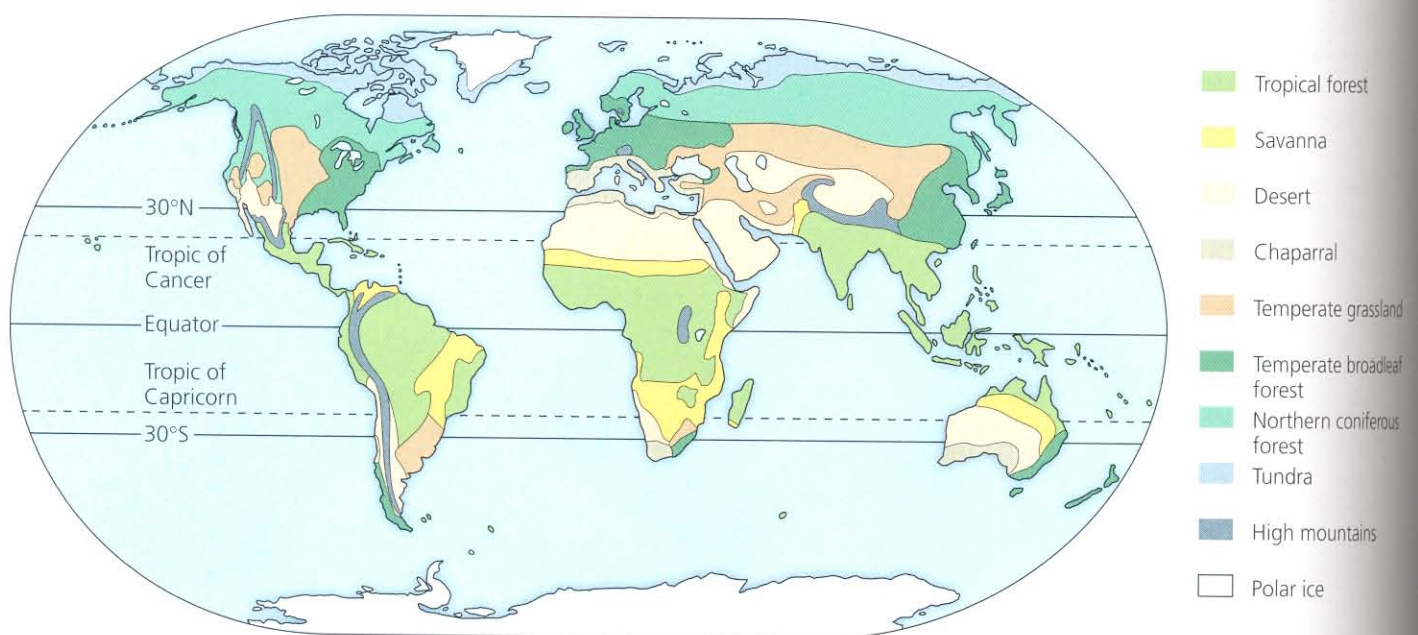 30°N
Tropic of
Cancer
Equator
Tropic of
Capricorn
30°S
Tropical forest
Savanna
Desert
Chaparral
Temperate grassland
Temperate broadleaf
forest
Northern coniferous
forest
Tundra
High mountains
Polar ice